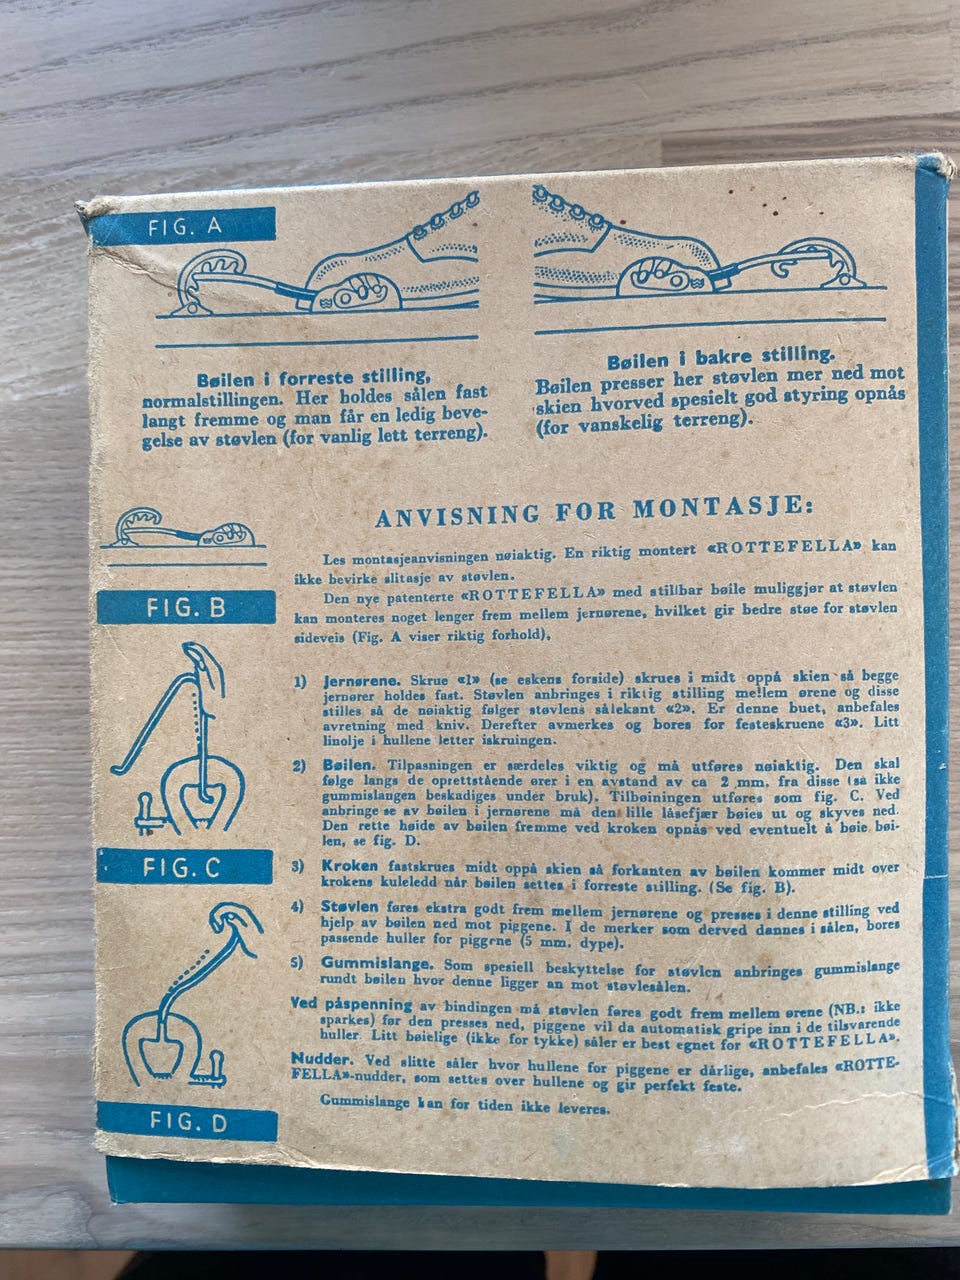 FIG. A
Bøilen i forreste stilling,
normalstillingen. Her holdes sålen fast
langt fremme og man får en ledig beve-
gelse av støvlen (for vanlig lett terreng).
Bøilen i bakre stilling.
Bøilen presser her støvlen mer ned mot
skien hvorved spesielt god styring opnås
(for vanskelig terreng).
FIG. B
FIG. C
FIG. D
ANVISNING FOR MONTASJE:
Les montasjeanvisningen nøiaktig. En riktig montert «ROTTEFELLA» kan
ikke bevirke slitasje av støvlen.
Den nye patenterte «ROTTEFELLA» med stillbar bøile muliggjør at støvlen
kan monteres noget lenger frem mellem jernørene, hvilket gir bedre støe for støvlen
sideveis (Fig. A viser riktig forhold).
1) Jernørene. Skrue «1» (se eskens forside) skrues i midt oppå skien så begge
jernører holdes fast. Støvlen anbringes i riktig stilling mellem ørene og disse
stilles så de nøiaktig følger støvlens sålekant «2». Er denne buet, anbefales
avretning med kniv. Derefter avmerkes og bores for festeskruene «3». Litt
linolje i hullene letter iskruingen.
2) Bøilen. Tilpasningen er særdeles viktig og må utføres nøiaktig. Den skal
følge langs de oprettstående ører i en avstand av ca 2 mm. fra disse (så ikke
gummislangen beskadiges under bruk). Tilbøiningen utføres som fig. C. Ved
anbringelse av bøilen i jernørene må den lille låsefjær bøies ut og skyves ned.
Den rette høide av bøilen fremme ved kroken opnås ved eventuelt å bøie bøi-
len, se fig. D.
3) Kroken fastskrues midt oppå skien så forkanten av bøilen kommer midt over
krokens kuleledd når bøilen settes i forreste stilling. (Se fig. B).
4) Støvlen føres ekstra godt frem mellem jernørene og presses i denne stilling ved
hjelp av bøilen ned mot piggene. I de merker som derved dannes i sålen, bores
passende huller for piggene (5 mm. dype).
5) Gummislange. Som spesiell beskyttelse for støvlen anbringes gummislange
rundt bøilen hvor denne ligger an mot støvlesålen.
Ved påspenning av bindingen må støvlen føres godt frem mellem ørene (NB.: ikke
sparkes) før den presses ned, piggene vil da automatisk gripe inn i de tilsvarende
huller. Litt bøielige (ikke for tykke) såler er best egnet for «ROTTEFELLA».
Nudder. Ved slitte såler hvor hullene for piggene er dårlige, anbefales «ROTTE-
FELLA»-nudder, som settes over hullene og gir perfekt feste.
Gummislange kan for tiden ikke leveres.